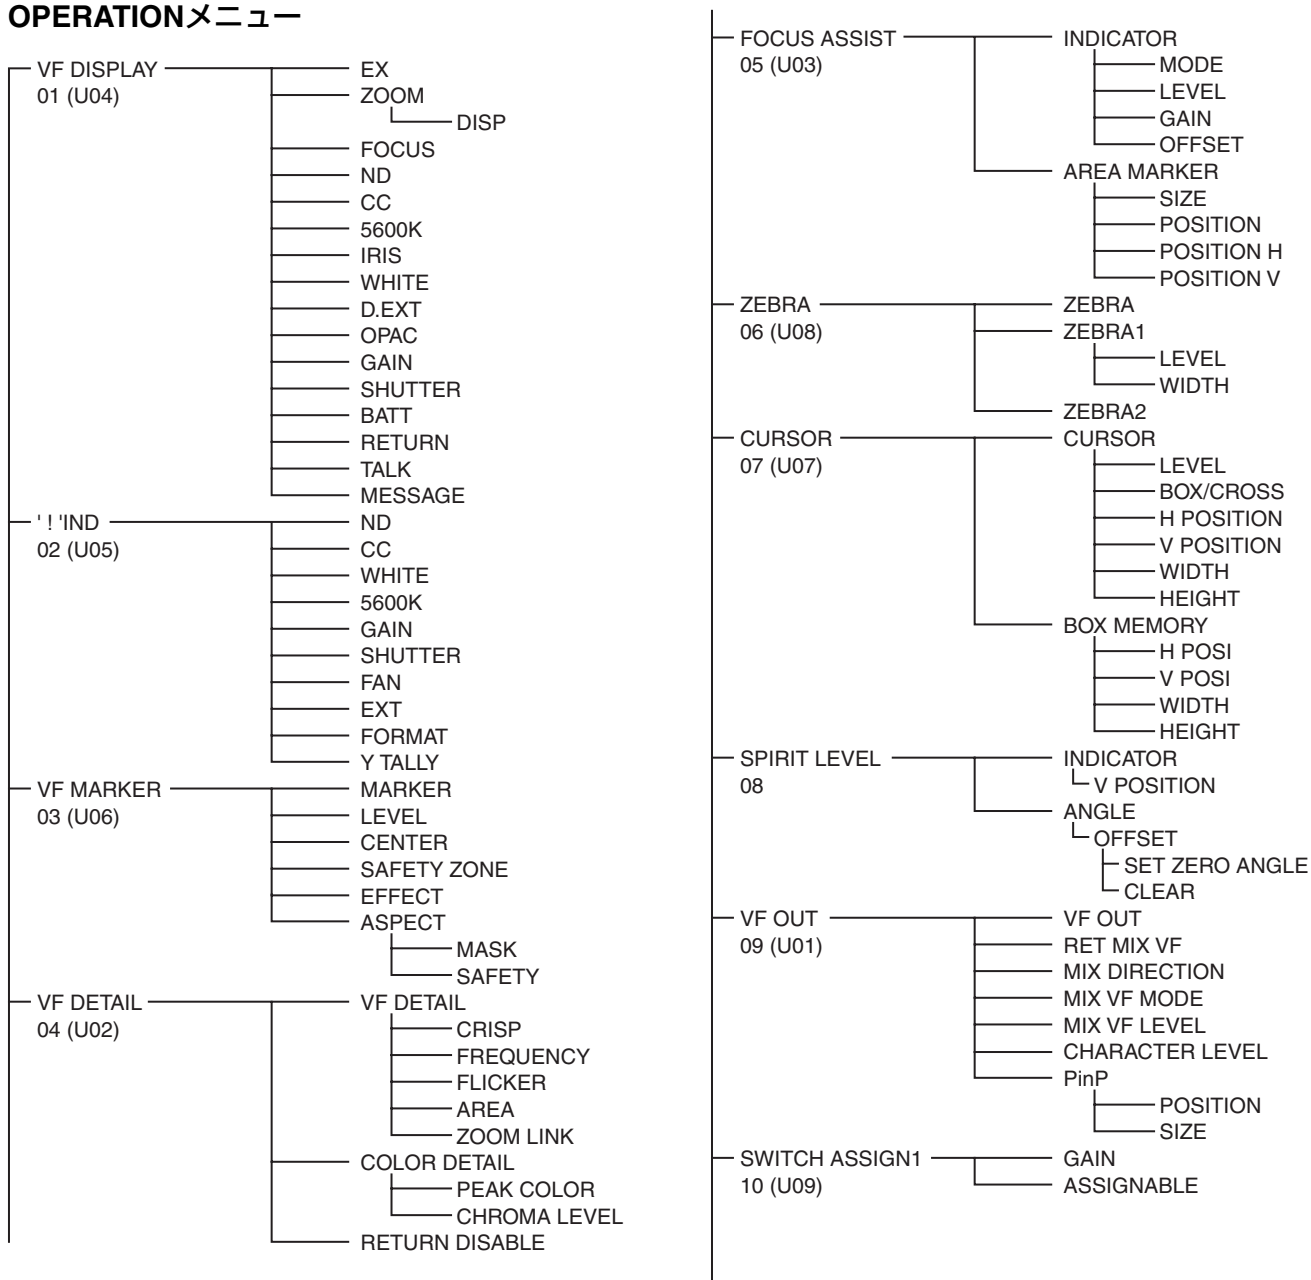 OPERATIONメニュー
VF DISPLAY
01 (U04)
EX
ZOOM
DISP
FOCUS
ND
CC
5600K
IRIS
WHITE
D.EXT
OPAC
GAIN
SHUTTER
BATT
RETURN
TALK
MESSAGE
' ! 'IND
02 (U05)
ND
CC
WHITE
5600K
GAIN
SHUTTER
FAN
EXT
FORMAT
Y TALLY
VF MARKER
03 (U06)
MARKER
LEVEL
CENTER
SAFETY ZONE
EFFECT
ASPECT
MASK
SAFETY
VF DETAIL
04 (U02)
VF DETAIL
CRISP
FREQUENCY
FLICKER
AREA
ZOOM LINK
COLOR DETAIL
PEAK COLOR
CHROMA LEVEL
RETURN DISABLE
FOCUS ASSIST
05 (U03)
INDICATOR
MODE
LEVEL
GAIN
OFFSET
AREA MARKER
SIZE
POSITION
POSITION H
POSITION V
ZEBRA
06 (U08)
ZEBRA
ZEBRA1
LEVEL
WIDTH
ZEBRA2
CURSOR
07 (U07)
CURSOR
LEVEL
BOX/CROSS
H POSITION
V POSITION
WIDTH
HEIGHT
BOX MEMORY
H POSI
V POSI
WIDTH
HEIGHT
SPIRIT LEVEL
08
INDICATOR
V POSITION
ANGLE
OFFSET
SET ZERO ANGLE
CLEAR
VF OUT
09 (U01)
VF OUT
RET MIX VF
MIX DIRECTION
MIX VF MODE
MIX VF LEVEL
CHARACTER LEVEL
PinP
POSITION
SIZE
SWITCH ASSIGN1
10 (U09)
GAIN
ASSIGNABLE